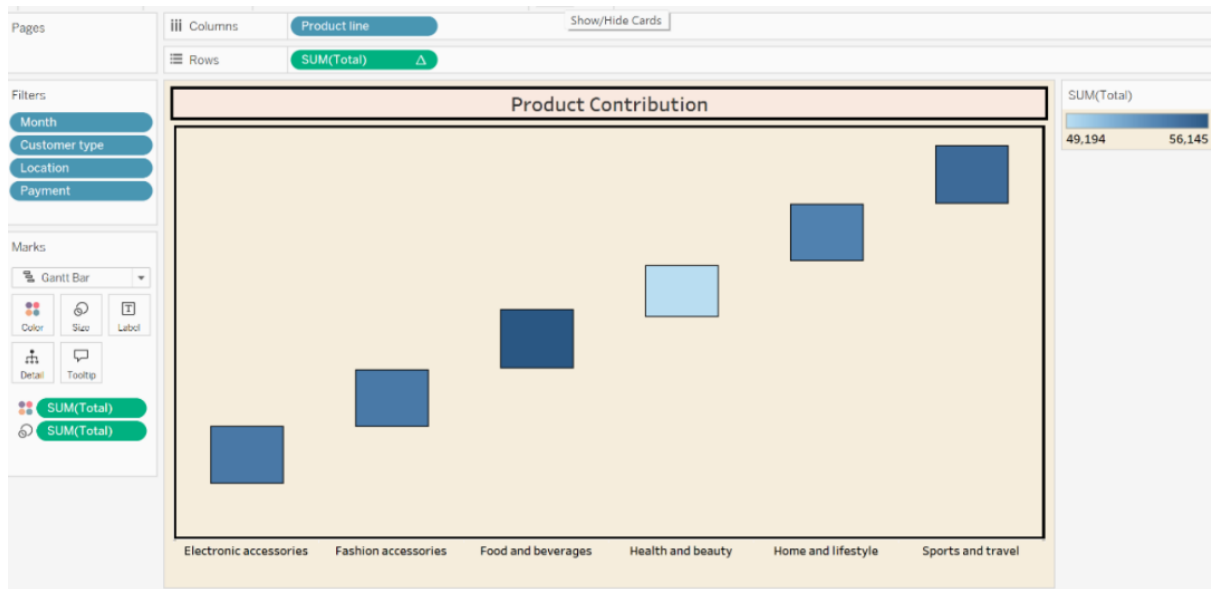 Show/Hide Cards
Pages
Columns
Product line
Rows
SUM(Total)
Filters
Month
Customer type
Location
Payment
Marks
Gantt Bar
Color
Size
Label
Detail
Tooltip
SUM(Total)
SUM(Total)
Product Contribution
Electronic accessories
Fashion accessories
Food and beverages
Health and beauty
Home and lifestyle
Sports and travel
SUM(Total)
49,194
56,145